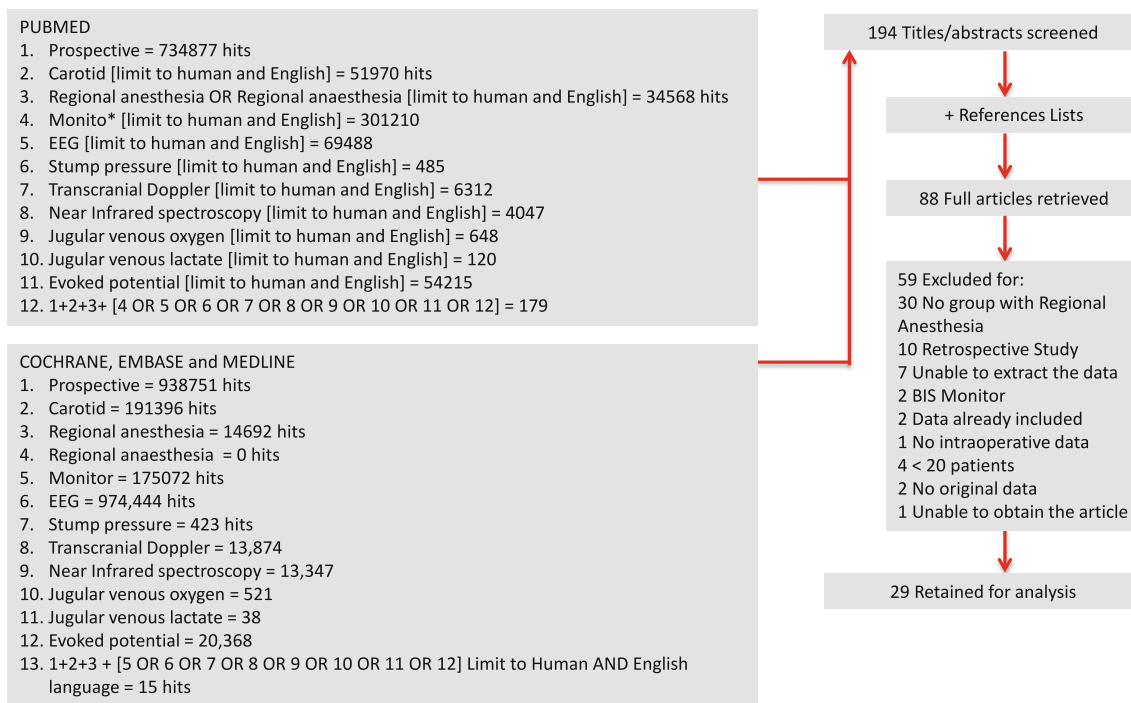 PUBMED
1. Prospective = 734877 hits
2. Carotid [limit to human and English] = 51970 hits
3. Regional anesthesia OR Regional anaesthesia [limit to human and English] = 34568 hits
4. Monito* [limit to human and English] = 301210
5. EEG [limit to human and English] = 69488
6. Stump pressure [limit to human and English] = 485
7. Transcranial Doppler [limit to human and English] = 6312
8. Near Infrared spectroscopy [limit to human and English] = 4047
9. Jugular venous oxygen [limit to human and English] = 648
10. Jugular venous lactate [limit to human and English] = 120
11. Evoked potential [limit to human and English] = 54215
12. 1+2+3+ [4 OR 5 OR 6 OR 7 OR 8 OR 9 OR 10 OR 11 OR 12] = 179
COCHRANE, EMBASE and MEDLINE
1. Prospective = 938751 hits
2. Carotid = 191396 hits
3. Regional anesthesia = 14692 hits
4. Regional anaesthesia = 0 hits
5. Monitor = 175072 hits
6. EEG = 974,444 hits
7. Stump pressure = 423 hits
8. Transcranial Doppler = 13,874
9. Near Infrared spectroscopy = 13,347
10. Jugular venous oxygen = 521
11. Jugular venous lactate = 38
12. Evoked potential = 20,368
13. 1+2+3 + [5 OR 6 OR 7 OR 8 OR 9 OR 10 OR 11 OR 12] Limit to Human AND English
language = 15 hits
194 Titles/abstracts screened
+ References Lists
88 Full articles retrieved
59 Excluded for:
30 No group with Regional
Anesthesia
10 Retrospective Study
7 Unable to extract the data
2 BIS Monitor
2 Data already included
1 No intraoperative data
4 < 20 patients
2 No original data
1 Unable to obtain the article
29 Retained for analysis